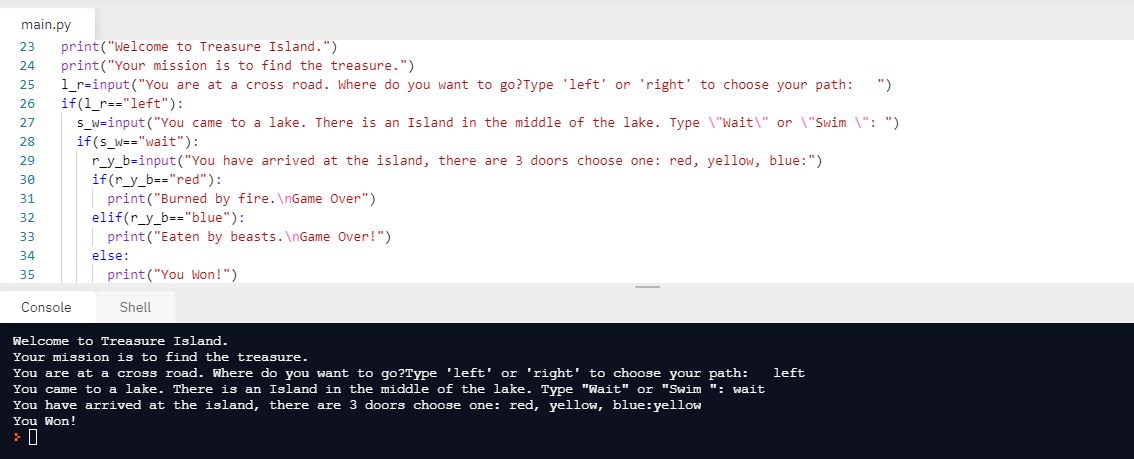 main.py
23 print("Welcome to Treasure Island.")
24 print("Your mission is to find the treasure.")
25 l_r=input("You are at a cross road. Where do you want to go?Type 'left' or 'right' to choose your path:   ")
26 if(l_r=="left"):
27   s_w=input("You came to a lake. There is an Island in the middle of the lake. Type \"Wait\" or \"Swim \": ")
28   if(s_w=="wait"):
29     r_y_b=input("You have arrived at the island, there are 3 doors choose one: red, yellow, blue:")
30     if(r_y_b=="red"):
31       print("Burned by fire.\nGame Over")
32     elif(r_y_b=="blue"):
33       print("Eaten by beasts.\nGame Over!")
34     else:
35       print("You Won!")
Console Shell
Welcome to Treasure Island.
Your mission is to find the treasure.
You are at a cross road. Where do you want to go?Type 'left' or 'right' to choose your path:   left
You came to a lake. There is an Island in the middle of the lake. Type "Wait" or "Swim ": wait
You have arrived at the island, there are 3 doors choose one: red, yellow, blue:yellow
You Won!